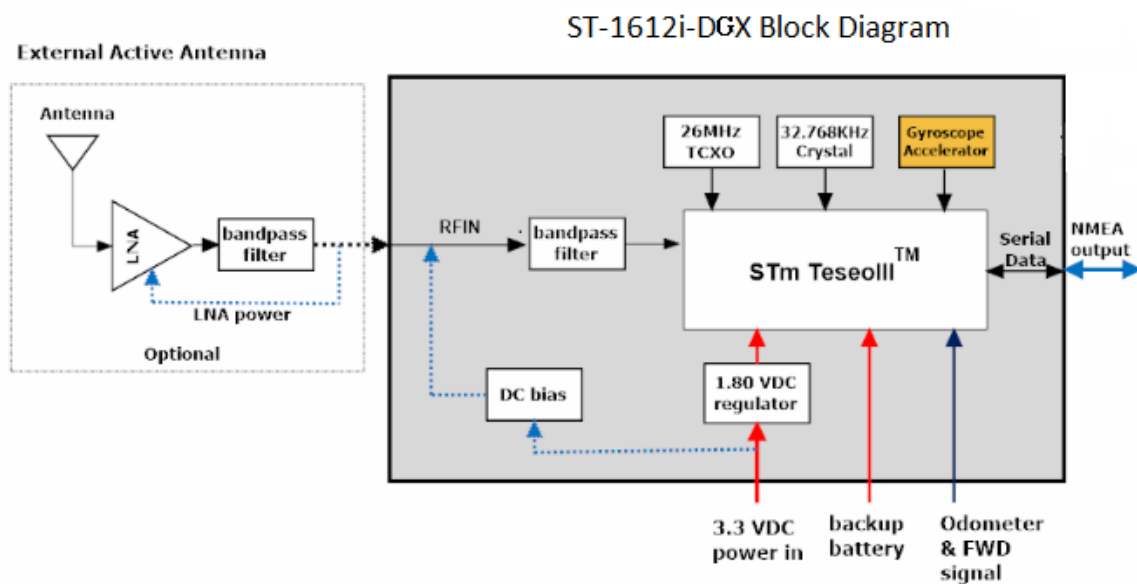 ST-1612i-DGX Block Diagram
External Active Antenna
Antenna
LNA
bandpass
filter
LNA power
Optional
RFIN
bandpass
filter
26MHz
TCXO
32.768KHz
Crystal
Gyroscope
Accelerator
STm TeseoIII™
Serial
Data
NMEA
output
DC bias
1.80 VDC
regulator
3.3 VDC
power in
backup
battery
Odometer
& FWD
signal